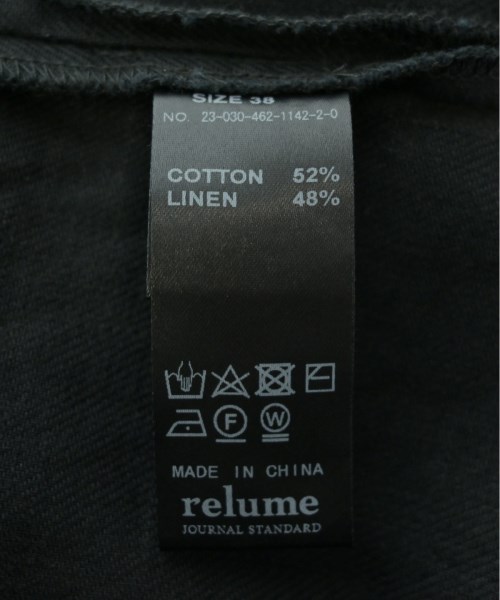 SIZE 38
NO. 23-030-462-1142-2-0
COTTON 52%
LINEN 48%
F W
MADE IN CHINA
relume
JOURNAL STANDARD